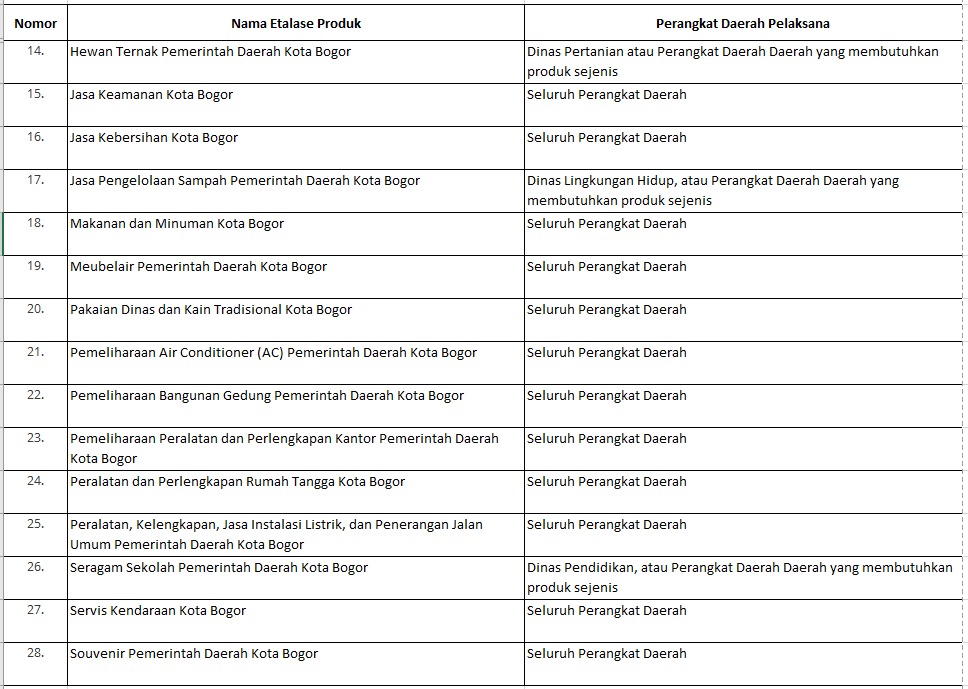 Nomor Nama Etalase Produk Perangkat Daerah Pelaksana
14. Hewan Ternak Pemerintah Daerah Kota Bogor Dinas Pertanian atau Perangkat Daerah Daerah yang membutuhkan
produk sejenis
15. Jasa Keamanan Kota Bogor Seluruh Perangkat Daerah
16. Jasa Kebersihan Kota Bogor Seluruh Perangkat Daerah
17. Jasa Pengelolaan Sampah Pemerintah Daerah Kota Bogor Dinas Lingkungan Hidup, atau Perangkat Daerah Daerah yang
membutuhkan produk sejenis
18. Makanan dan Minuman Kota Bogor Seluruh Perangkat Daerah
19. Meubelair Pemerintah Daerah Kota Bogor Seluruh Perangkat Daerah
20. Pakaian Dinas dan Kain Tradisional Kota Bogor Seluruh Perangkat Daerah
21. Pemeliharaan Air Conditioner (AC) Pemerintah Daerah Kota Bogor Seluruh Perangkat Daerah
22. Pemeliharaan Bangunan Gedung Pemerintah Daerah Kota Bogor Seluruh Perangkat Daerah
23. Pemeliharaan Peralatan dan Perlengkapan Kantor Pemerintah Daerah Seluruh Perangkat Daerah
Kota Bogor
24. Peralatan dan Perlengkapan Rumah Tangga Kota Bogor Seluruh Perangkat Daerah
25. Peralatan, Kelengkapan, Jasa Instalasi Listrik, dan Penerangan Jalan Seluruh Perangkat Daerah
Umum Pemerintah Daerah Kota Bogor
26. Seragam Sekolah Pemerintah Daerah Kota Bogor Dinas Pendidikan, atau Perangkat Daerah Daerah yang membutuhkan
produk sejenis
27. Servis Kendaraan Kota Bogor Seluruh Perangkat Daerah
28. Souvenir Pemerintah Daerah Kota Bogor Seluruh Perangkat Daerah